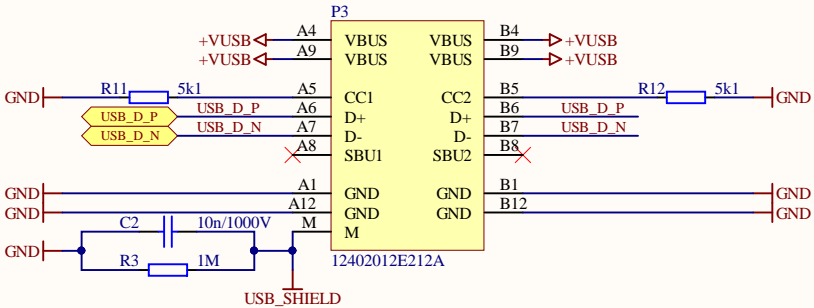 P3
+VUSB A4 VBUS VBUS B4 +VUSB
+VUSB A9 VBUS VBUS B9 +VUSB
GND R11 5k1 A5 CC1 CC2 B5 R12 5k1 GND
USB_D_P USB_D_P A6 D+ D+ B6 USB_D_P
USB_D_N USB_D_N A7 D- D- B7 USB_D_N
A8 SBU1 SBU2 B8
GND A1 GND GND B1 GND
GND A12 GND GND B12 GND
C2 10n/1000V M M
GND
R3 1M 12402012E212A
USB_SHIELD